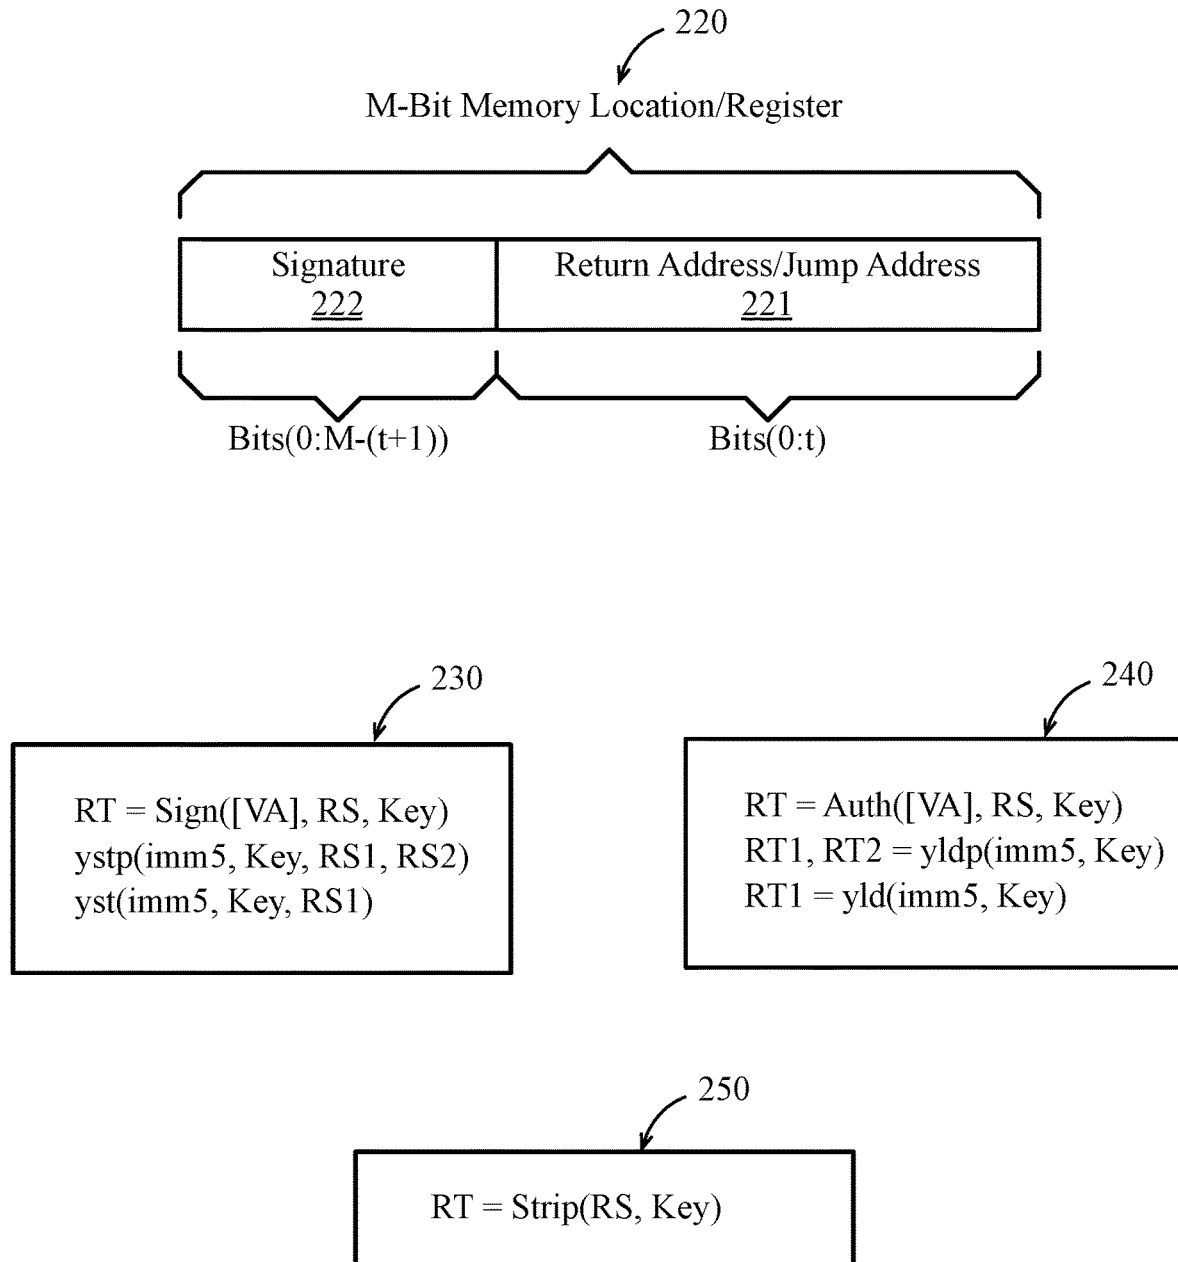 220
M-Bit Memory Location/Register
Signature
222
Return Address/Jump Address
221
Bits(0:M-(t+1))
Bits(0:t)
230
RT = Sign([VA], RS, Key)
ystp(imm5, Key, RS1, RS2)
yst(imm5, Key, RS1)
240
RT = Auth([VA], RS, Key)
RT1, RT2 = yldp(imm5, Key)
RT1 = yld(imm5, Key)
250
RT = Strip(RS, Key)